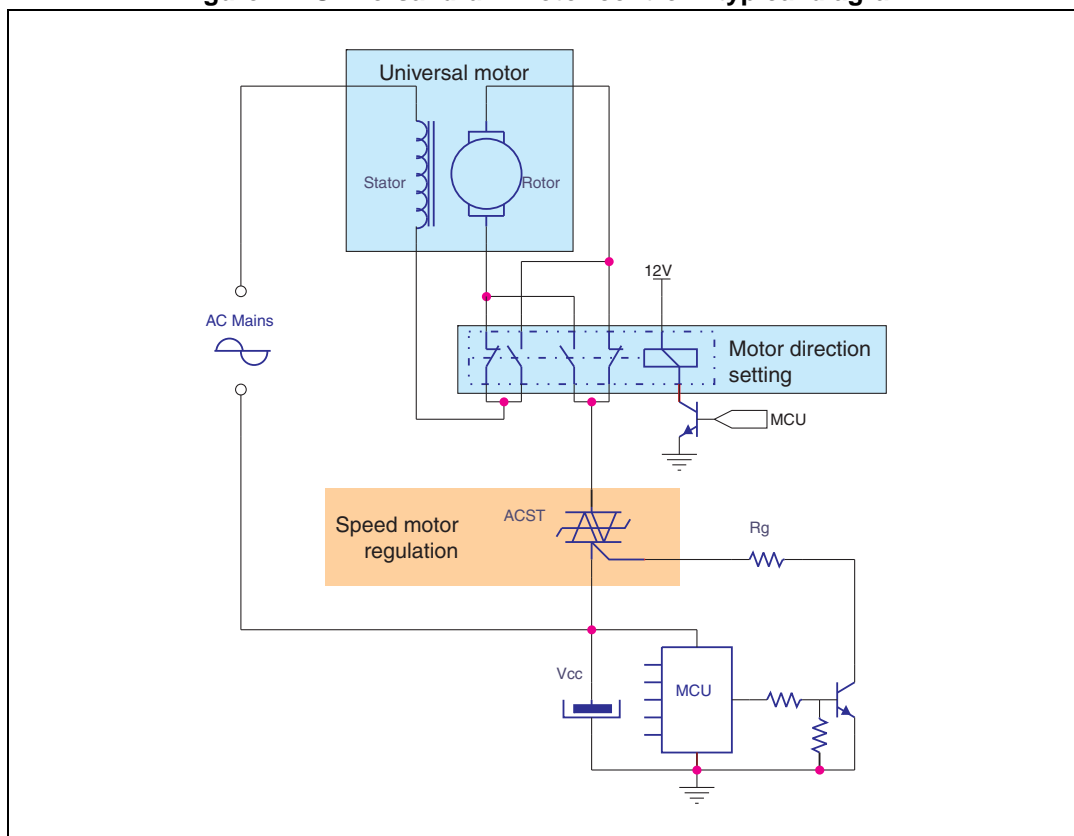 Universal motor
Stator
Rotor
12V
AC Mains
Motor direction
setting
MCU
ACST
Speed motor
regulation
Rg
Vcc
MCU